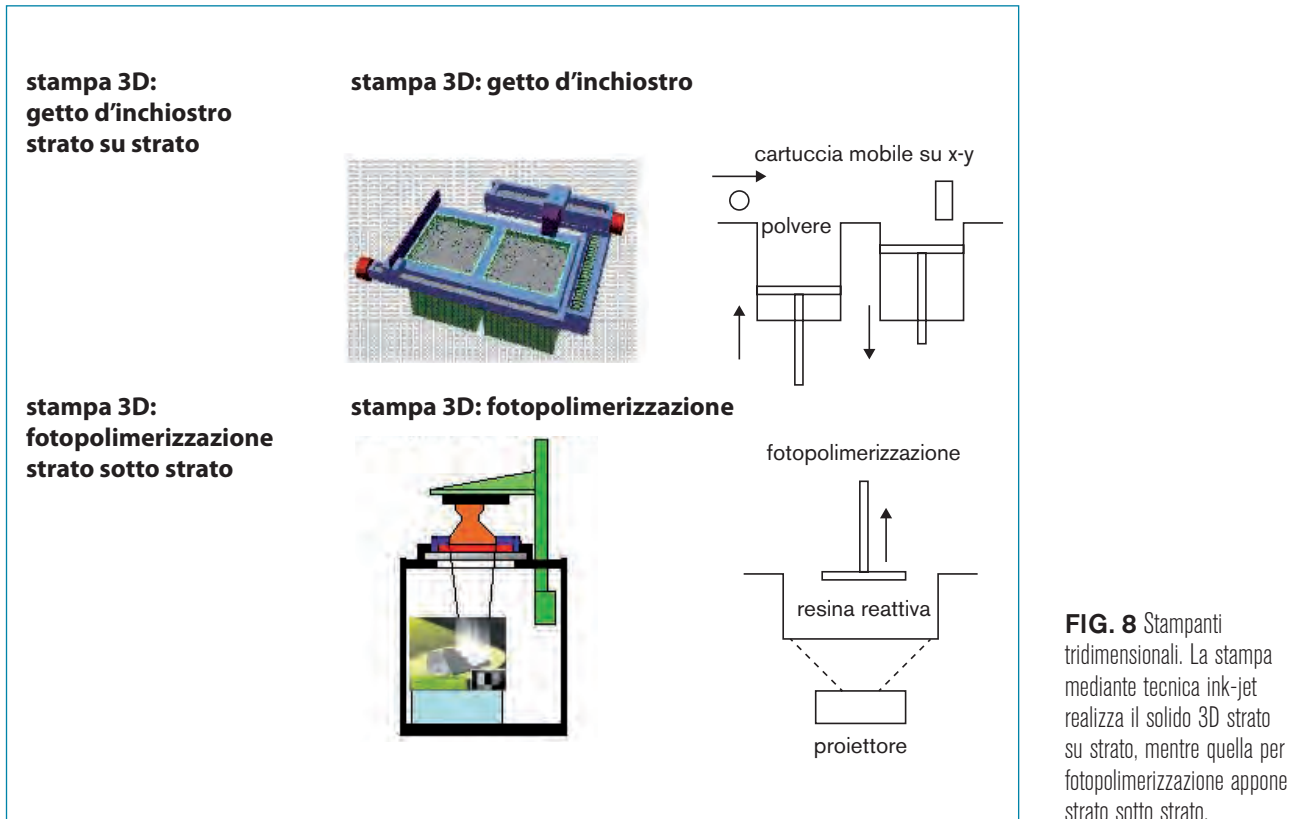 stampa 3D:
getto d'inchiostro
strato su strato
stampa 3D: getto d'inchiostro
cartuccia mobile su x-y
polvere
stampa 3D:
fotopolimerizzazione
strato sotto strato
stampa 3D: fotopolimerizzazione
fotopolimerizzazione
resina reattiva
proiettore
FIG. 8 Stampanti
tridimensionali. La stampa
mediante tecnica ink-jet
realizza il solido 3D strato
su strato, mentre quella per
fotopolimerizzazione appone
strato sotto strato.